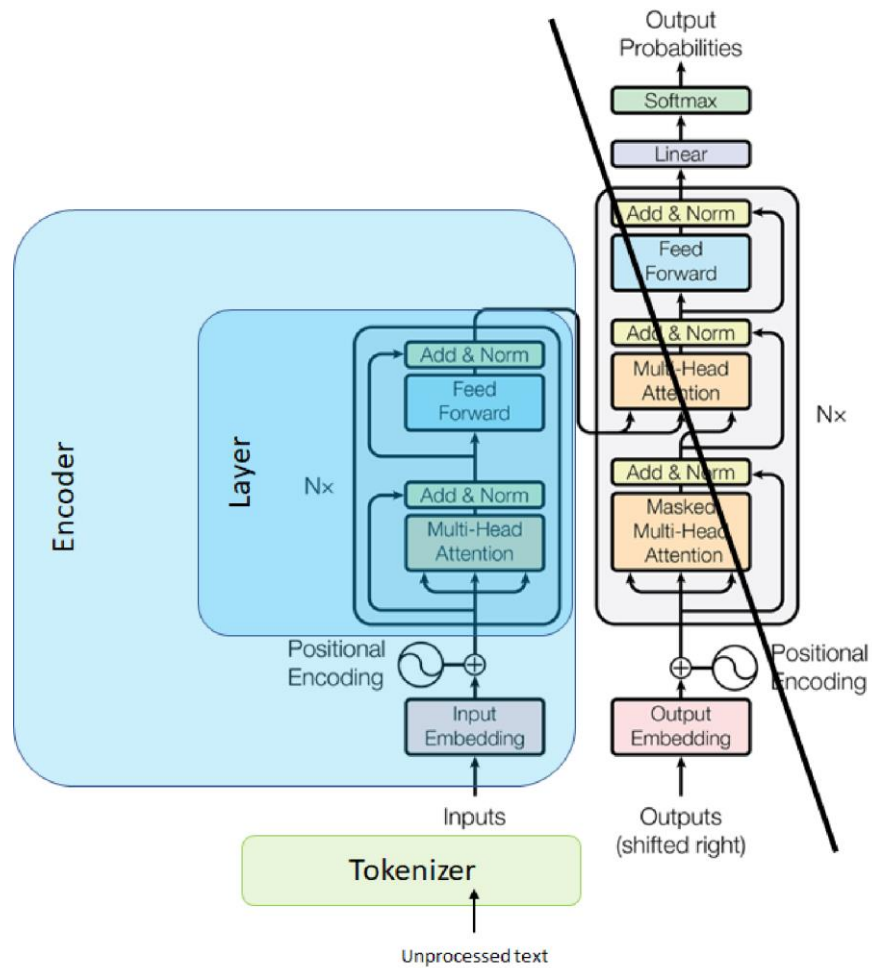 Output
Probabilities
Softmax
Linear
Add & Norm
Feed
Forward
Add & Norm
Multi-Head
Attention
Nx
Add & Norm
Masked
Multi-Head
Attention
Positional
Encoding
Output
Embedding
Outputs
(shifted right)
Encoder
Layer
Nx
Add & Norm
Feed
Forward
Add & Norm
Multi-Head
Attention
Positional
Encoding
Input
Embedding
Inputs
Tokenizer
Unprocessed text